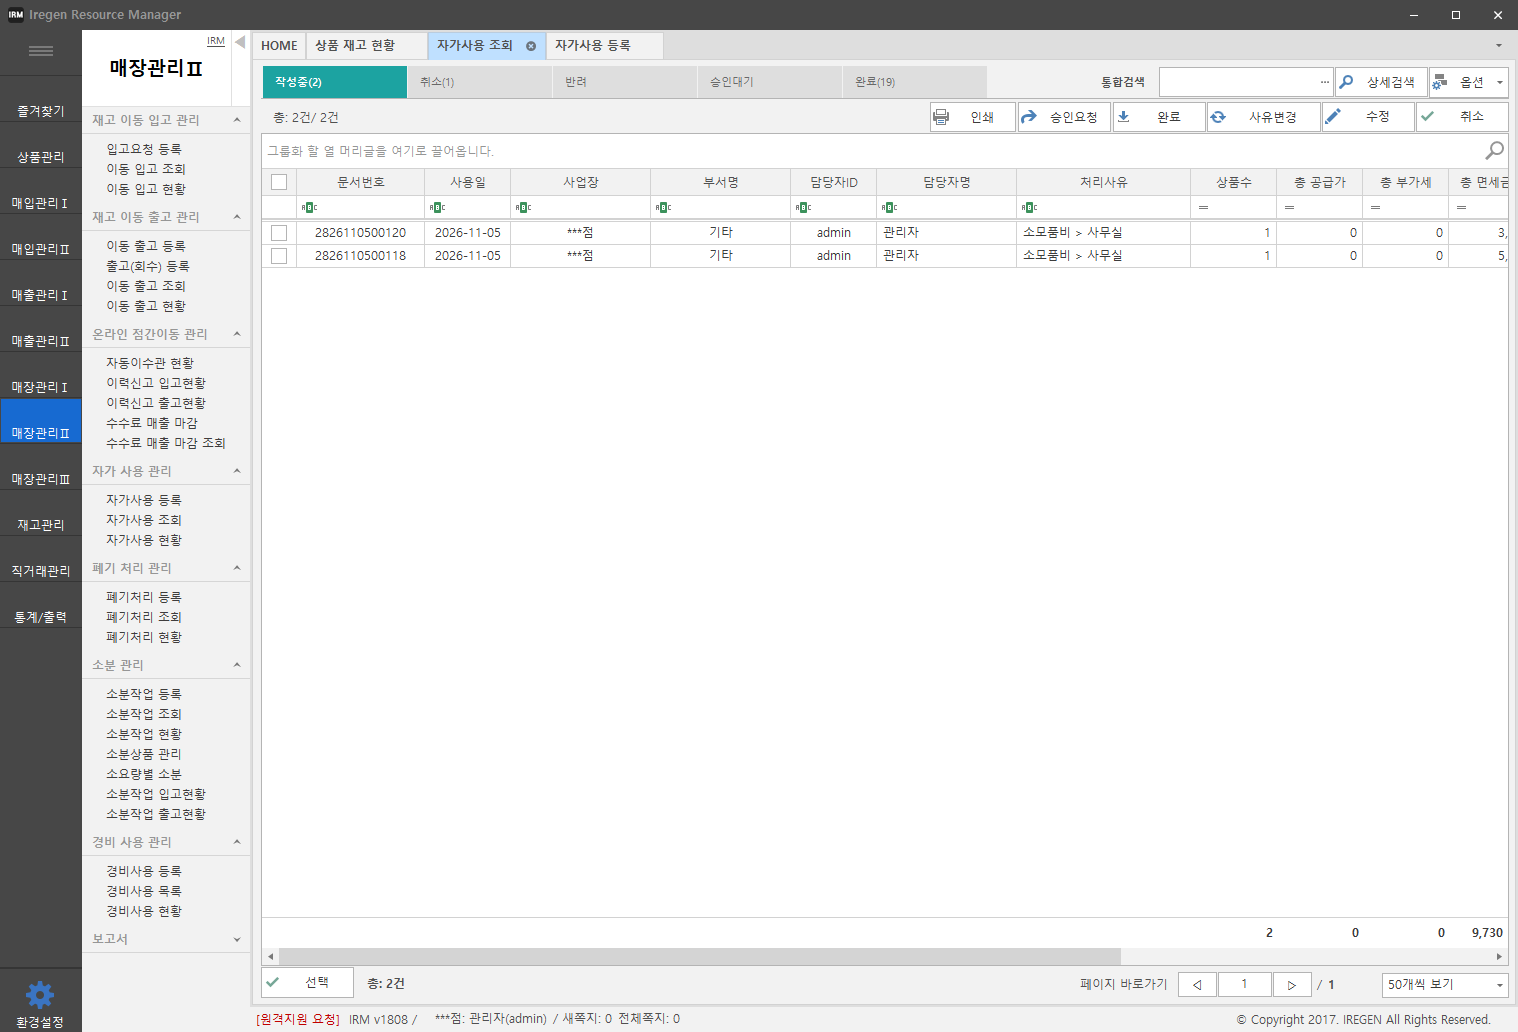 IRM Iregen Resource Manager
즐겨찾기
상품관리
매입관리 I
매입관리 II
매출관리 I
매출관리 II
매장관리 I
매장관리 II
매장관리 III
재고관리
직거래관리
통계/출력
환경설정
IRM
매장관리 II
재고 이동 입고 관리
입고요청 등록
이동 입고 조회
이동 입고 현황
재고 이동 출고 관리
이동 출고 등록
출고(회수) 등록
이동 출고 조회
이동 출고 현황
온라인 점간이동 관리
자동이수관 현황
이력신고 입고현황
이력신고 출고현황
수수료 매출 마감
수수료 매출 마감 조회
자가 사용 관리
자가사용 등록
자가사용 조회
자가사용 현황
폐기 처리 관리
폐기처리 등록
폐기처리 조회
폐기처리 현황
소분 관리
소분작업 등록
소분작업 조회
소분작업 현황
소분상품 관리
소요량별 소분
소분작업 입고현황
소분작업 출고현황
경비 사용 관리
경비사용 등록
경비사용 목록
경비사용 현황
보고서
HOME 상품 재고 현황 자가사용 조회 자가사용 등록
작성중(2) 취소(1) 반려 승인대기 완료(19) 통합검색 ... 상세검색 옵션
총: 2건/ 2건 인쇄 승인요청 완료 사유변경 수정 취소
그룹화 할 열 머리글을 여기로 끌어옵니다.
문서번호 사용일 사업장 부서명 담당자ID 담당자명 처리사유 상품수 총 공급가 총 부가세 총 면세금
ABC ABC ABC ABC ABC ABC ABC = = = =
2826110500120 2026-11-05 ***점 기타 admin 관리자 소모품비 > 사무실 1 0 0 3,
2826110500118 2026-11-05 ***점 기타 admin 관리자 소모품비 > 사무실 1 0 0 5,
2 0 0 9,730
선택 총: 2건 페이지 바로가기 1 / 1 50개씩 보기
[원격지원 요청] IRM v1808 / ***점: 관리자(admin) / 새쪽지: 0 전체쪽지: 0 © Copyright 2017. IREGEN All Rights Reserved.